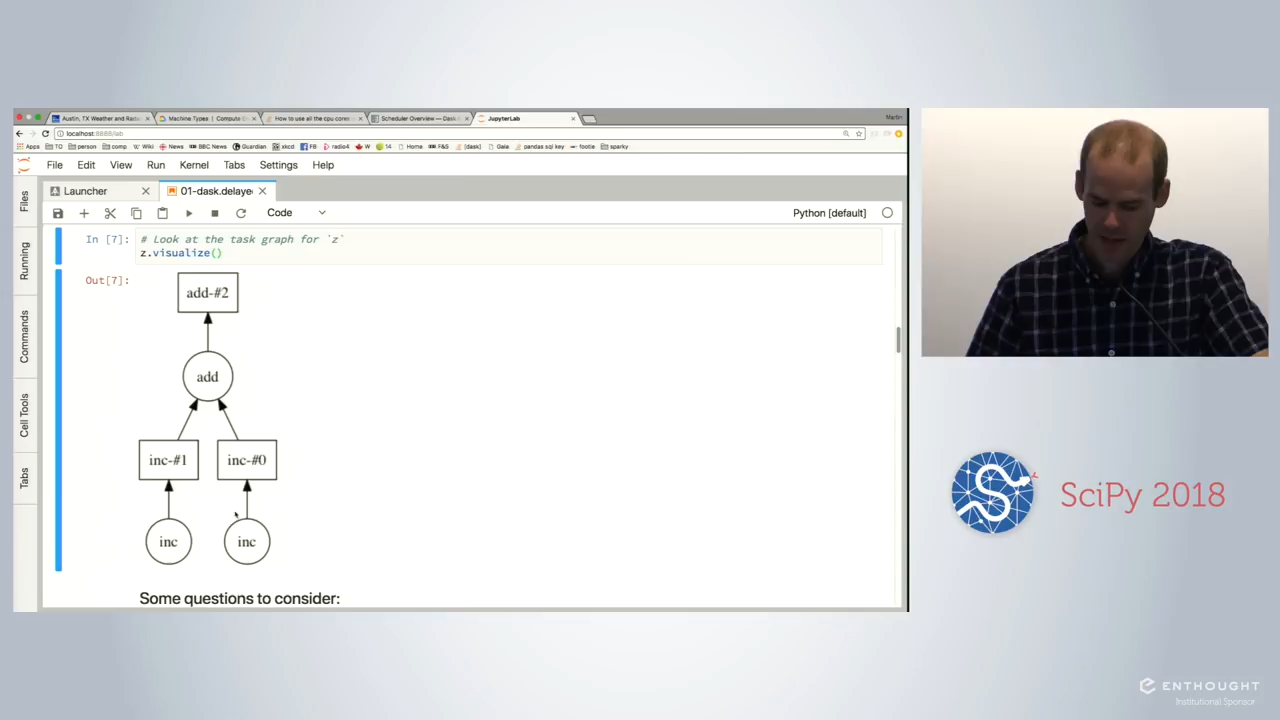 Austin, TX Weather and Rada
Machine Types | Compute En
How to use all the cpu cores
Scheduler Overview — Dask
JupyterLab
Martin
localhost:8888/lab
Apps
TO
person
comp
Wiki
News
BBC News
Guardian
xkcd
FB
radio4
W
14
Home
F&S
[dask]
Gaia
pandas sql key
footie
sparky
File Edit View Run Kernel Tabs Settings Help
Launcher
01-dask.delaye
Code
Python [default]
Files
Running
Commands
Cell Tools
Tabs
In [7]:
# Look at the task graph for `z`
z.visualize()
Out[7]:
add-#2
add
inc-#1 inc-#0
inc inc
Some questions to consider:
SciPy 2018
ENTHOUGHT
Institutional Sponsor